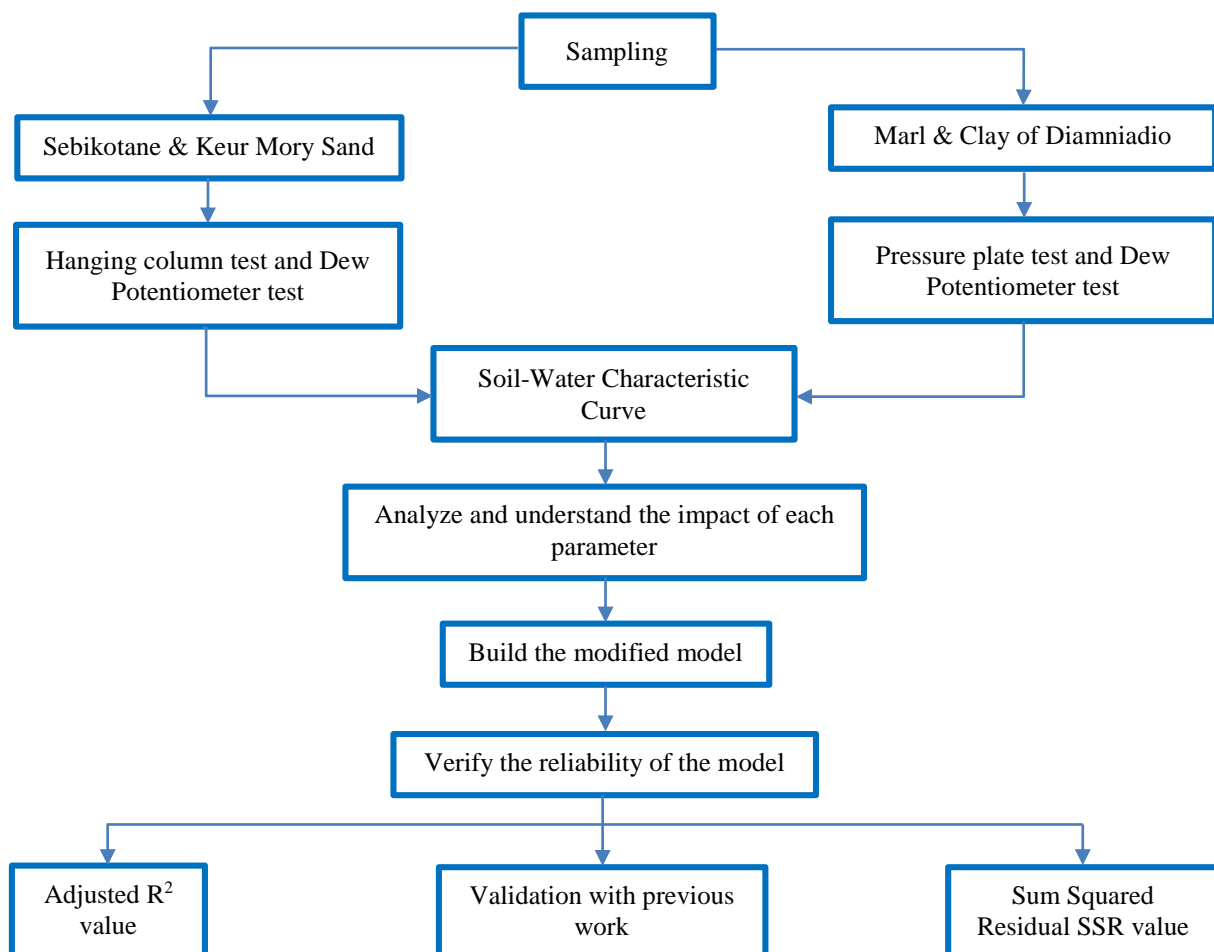 Sampling
Sebikotane & Keur Mory Sand
Marl & Clay of Diamniadio
Hanging column test and Dew
Potentiometer test
Pressure plate test and Dew
Potentiometer test
Soil-Water Characteristic
Curve
Analyze and understand the impact of each
parameter
Build the modified model
Verify the reliability of the model
Adjusted R²
value
Validation with previous
work
Sum Squared
Residual SSR value